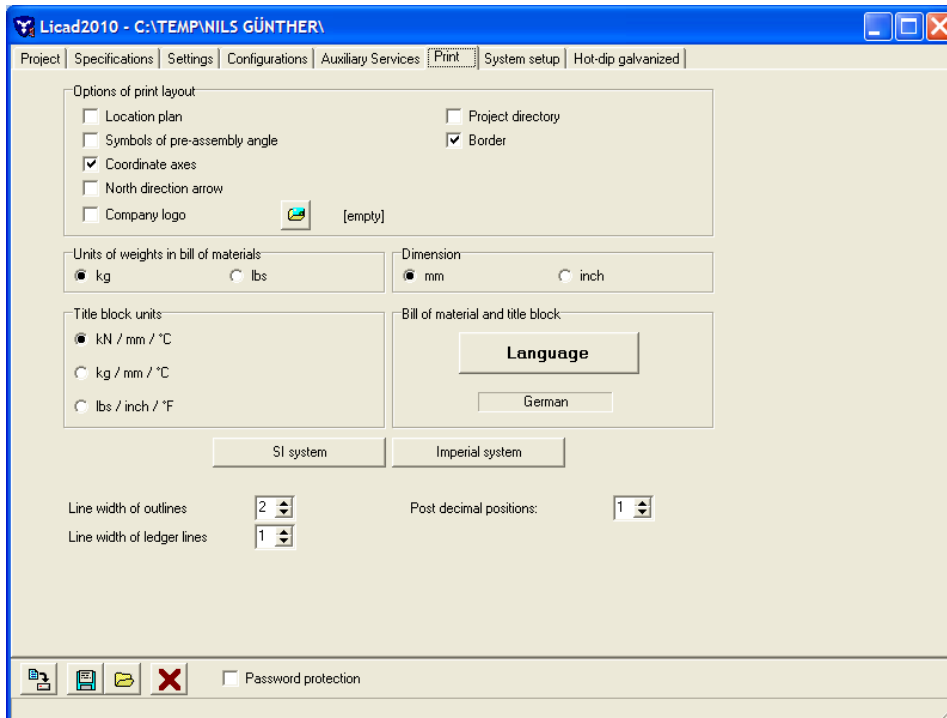 Licad2010 - C:\TEMP\NILS GÜNTHER\
Project Specifications Settings Configurations Auxiliary Services Print System setup Hot-dip galvanized
Options of print layout
Location plan
Project directory
Symbols of pre-assembly angle
Border
Coordinate axes
North direction arrow
Company logo
[empty]
Units of weights in bill of materials
kg
lbs
Dimension
mm
inch
Title block units
kN / mm / °C
kg / mm / °C
lbs / inch / °F
Bill of material and title block
Language
German
SI system
Imperial system
Line width of outlines
2
Post decimal positions:
1
Line width of ledger lines
1
Password protection